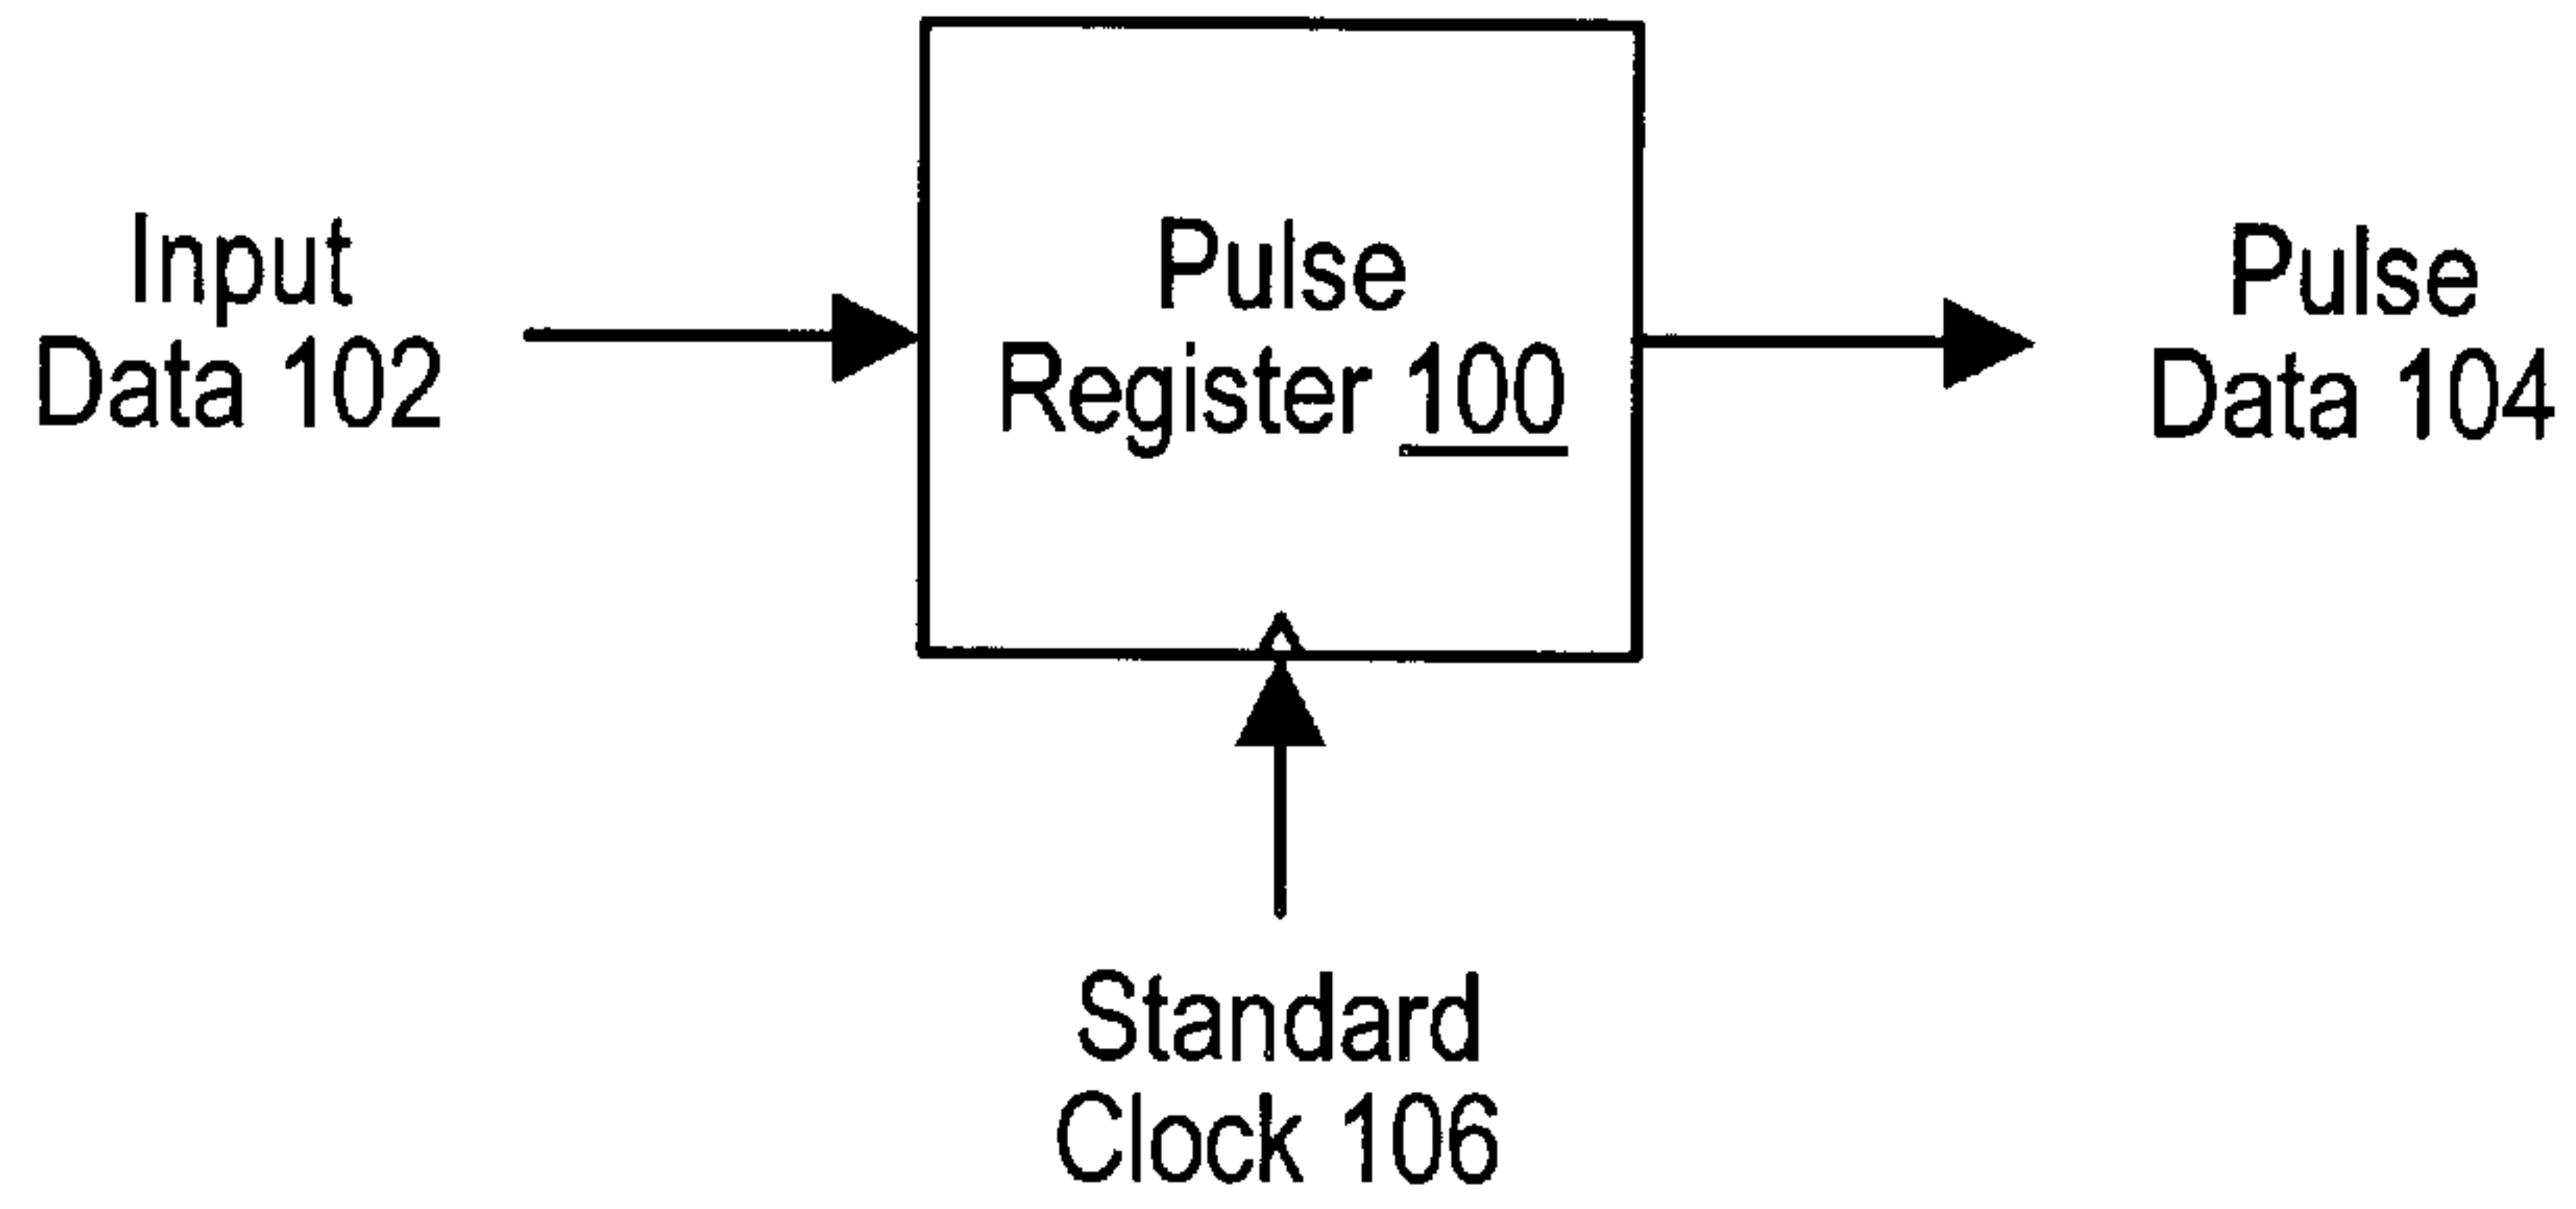 Input
Data 102
Pulse
Register 100
Pulse
Data 104
Standard
Clock 106